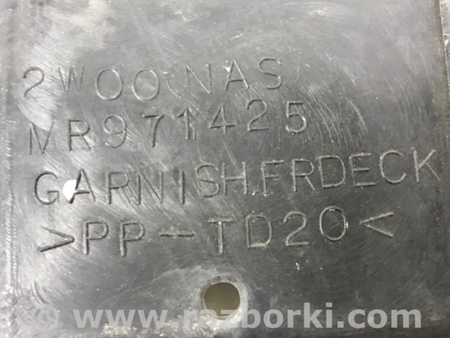 2W00(NAS)
MR971425
GARNISH.FRDECK
>PP-TD20<
© www.razborki.com